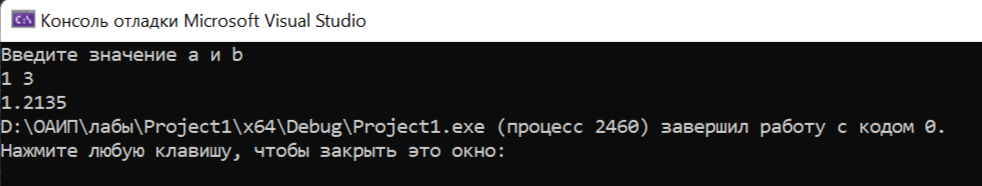 Консоль отладки Microsoft Visual Studio
Введите значение a и b
1 3
1.2135
D:\ОАИП\лабы\Project1\x64\Debug\Project1.exe (процесс 2460) завершил работу с кодом 0.
Нажмите любую клавишу, чтобы закрыть это окно: